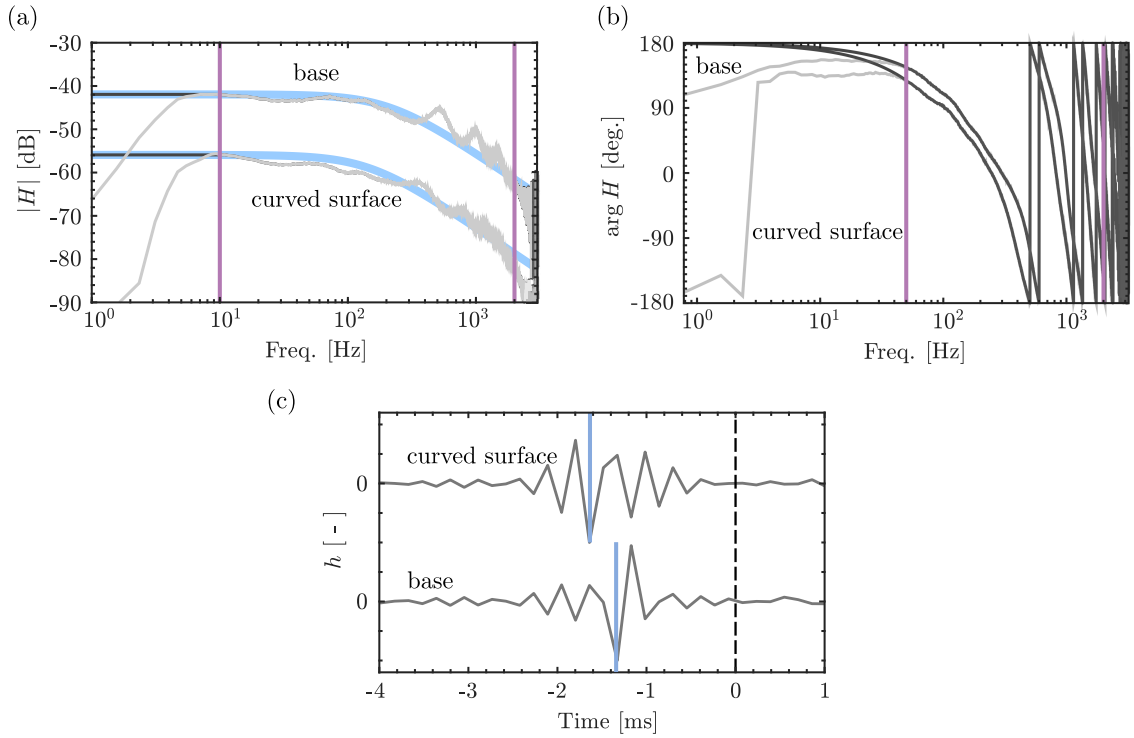 (a)
-30
-40
-50
-60
-70
-80
-90
|H| [dB]
base
curved surface
10^0
10^1
10^2
10^3
Freq. [Hz]
(b)
180
90
0
-90
-180
arg H [deg.]
base
curved surface
10^0
10^1
10^2
10^3
Freq. [Hz]
(c)
curved surface
0
h [ - ]
base
0
-4
-3
-2
-1
0
1
Time [ms]